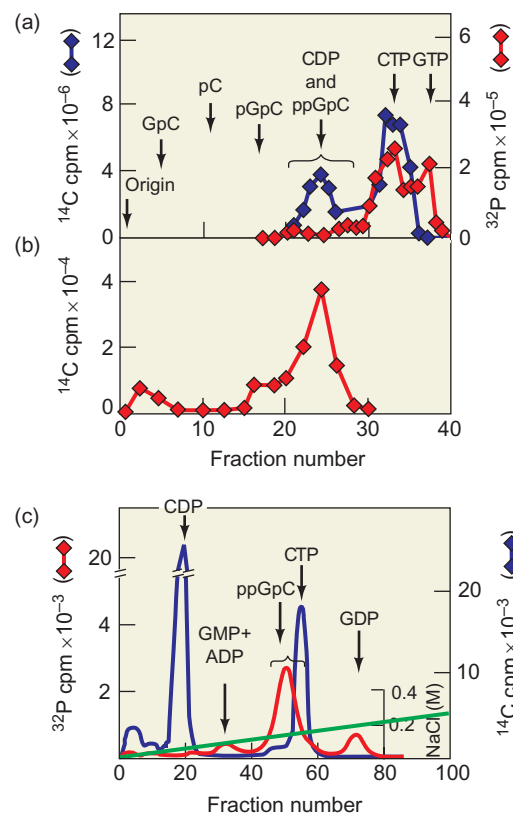 (a)
¹⁴C cpm × 10⁻⁶ ( )
12
8
4
0
CDP
and
ppGpC
CTP GTP
pC
GpC
pGpC
Origin
6
4
2
0
³²P cpm × 10⁻⁵ ( )
(b)
¹⁴C cpm × 10⁻⁴
4
2
0
0 10 20 30 40
Fraction number
(c)
³²P cpm × 10⁻³ ( )
20
4
2
CDP
CTP
ppGpC
GMP+
ADP
GDP
0.4
0.2
NaCl (M)
20
10
¹⁴C cpm × 10⁻³ ( )
0 20 40 60 80 100
Fraction number